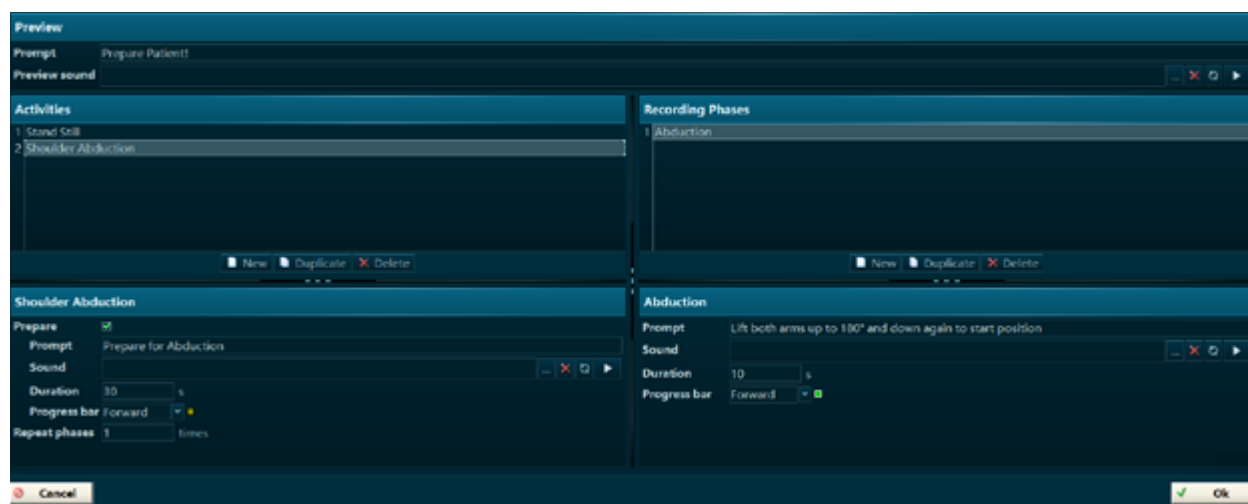 Preview
Prompt Prepare Patient!
Preview sound ...
Activities
1 Stand Still
2 Shoulder Abduction
New Duplicate Delete
Recording Phases
1 Abduction
New Duplicate Delete
Shoulder Abduction
Prepare
Prompt Prepare for Abduction
Sound ...
Duration 30 s
Progress bar Forward
Repeat phases 1 times
Abduction
Prompt Lift both arms up to 180° and down again to start position
Sound ...
Duration 10 s
Progress bar Forward
Cancel
Ok